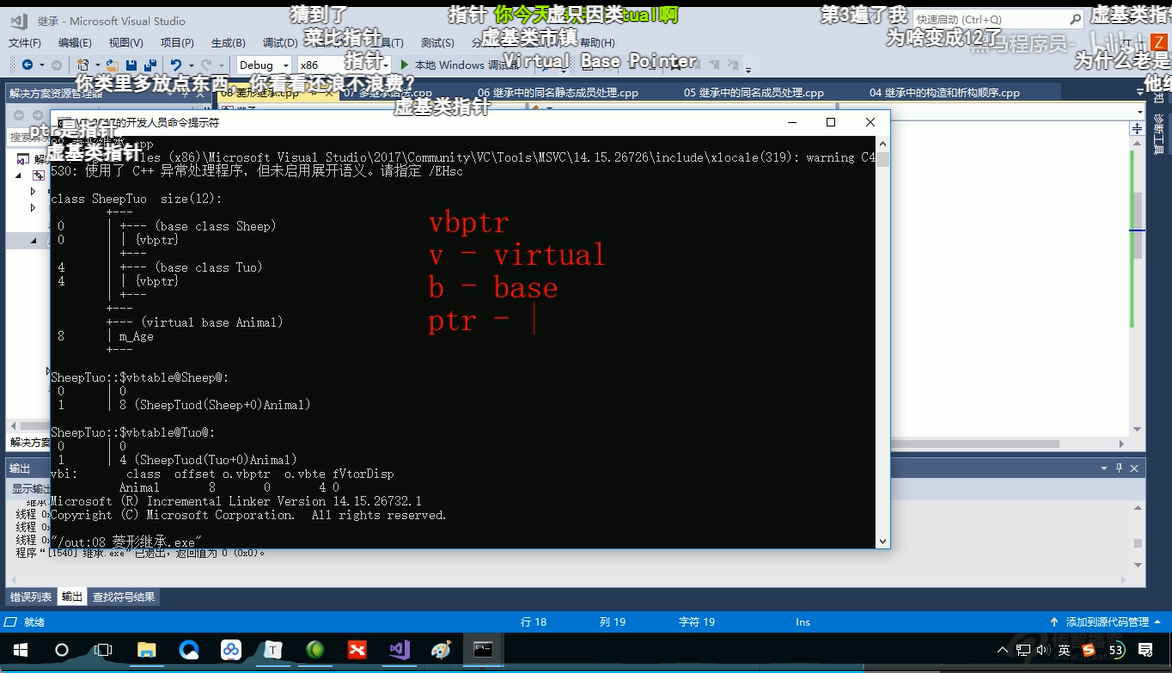 继承 - Microsoft Visual Studio
猜到了
指针
你今天
虚只因类
第3遍了我
快速启动 (Ctrl+Q)
虚基类指针
文件(F) 编辑(E) 视图(V) 项目(P) 生成(B) 调试(D) 测试(S) 帮助(H)
菜比指针
虚基类市镇
为啥变成12了
黑马程序员-
Debug x86 本地 Windows 调试器
指针
Virtual Base Pointer
为什么老是
你类里多放点东西
你看看还浪不浪费?
解决方案资源管理器
08 菱形继承.cpp
06 继承中的同名静态成员处理.cpp
05 继承中的同名成员处理.cpp
04 继承中的构造和析构顺序.cpp
虚基类指针
ptr是指针
的开发人员命令提示符
虚基类指针
(x86)\Microsoft Visual Studio\2017\Community\VC\Tools\MSVC\14.15.26726\include\xlocale(319): warning C4
530: 使用了 C++ 异常处理程序，但未启用展开语义。请指定 /EHsc
class SheepTuo size(12):
+---
0 | +--- (base class Sheep)
0 | | {vbptr}
| +---
4 | +--- (base class Tuo)
4 | | {vbptr}
| +---
+---
+--- (virtual base Animal)
8 | m_Age
+---
SheepTuo::$vbtable@Sheep@:
0 | 0
1 | 8 (SheepTuod(Sheep+0)Animal)
SheepTuo::$vbtable@Tuo@:
0 | 0
1 | 4 (SheepTuod(Tuo+0)Animal)
vbi: class offset o.vbptr o.vbte fVtorDisp
Animal 8 0 4 0
Microsoft (R) Incremental Linker Version 14.15.26732.1
Copyright (C) Microsoft Corporation. All rights reserved.
"/out:08 菱形继承.exe"
vbptr
v - virtual
b - base
ptr -
诊断工具
解决方案
输出
显示输出
线程 0x
线程 0x
线程 0x
程序“[1540] 继承.exe”已退出，返回值为 0 (0x0)。
错误列表 输出 查找符号结果
就绪 行 18 列 19 字符 19 Ins 添加到源代码管理
英
53